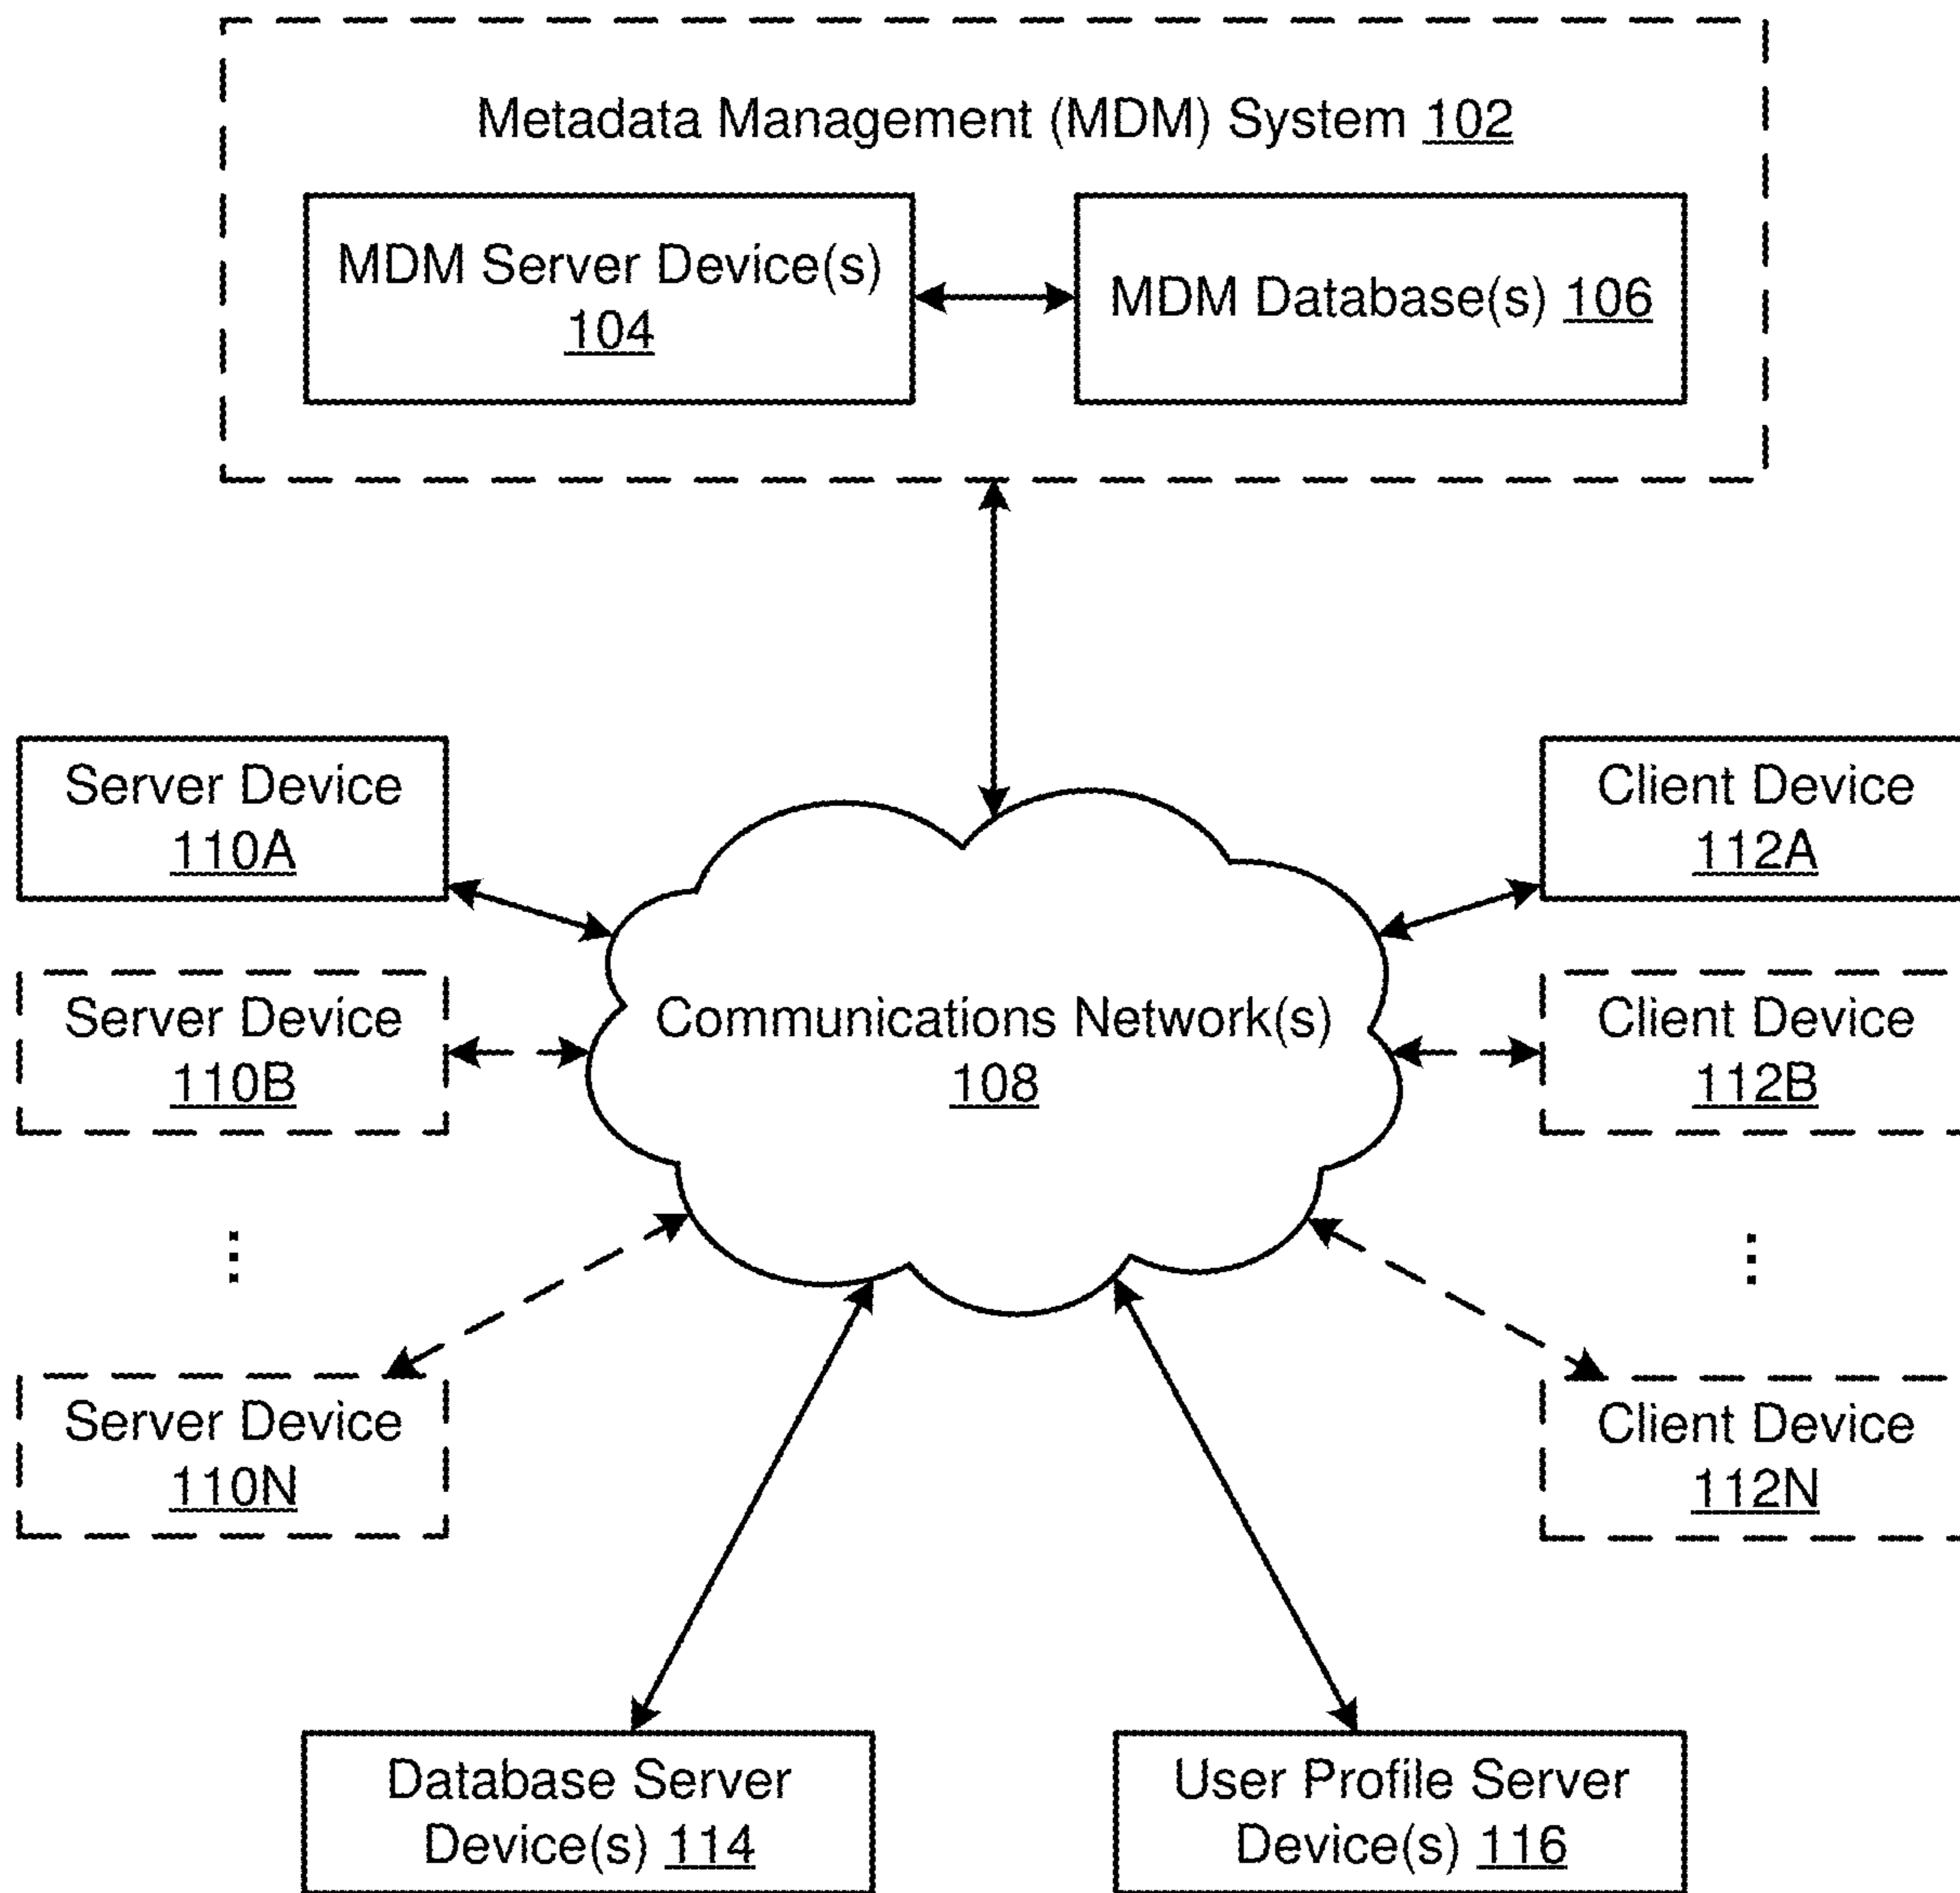 Metadata Management (MDM) System 102
MDM Server Device(s)
104
MDM Database(s) 106
Server Device
110A
Client Device
112A
Server Device
110B
Communications Network(s)
108
Client Device
112B
Server Device
110N
Client Device
112N
Database Server
Device(s) 114
User Profile Server
Device(s) 116